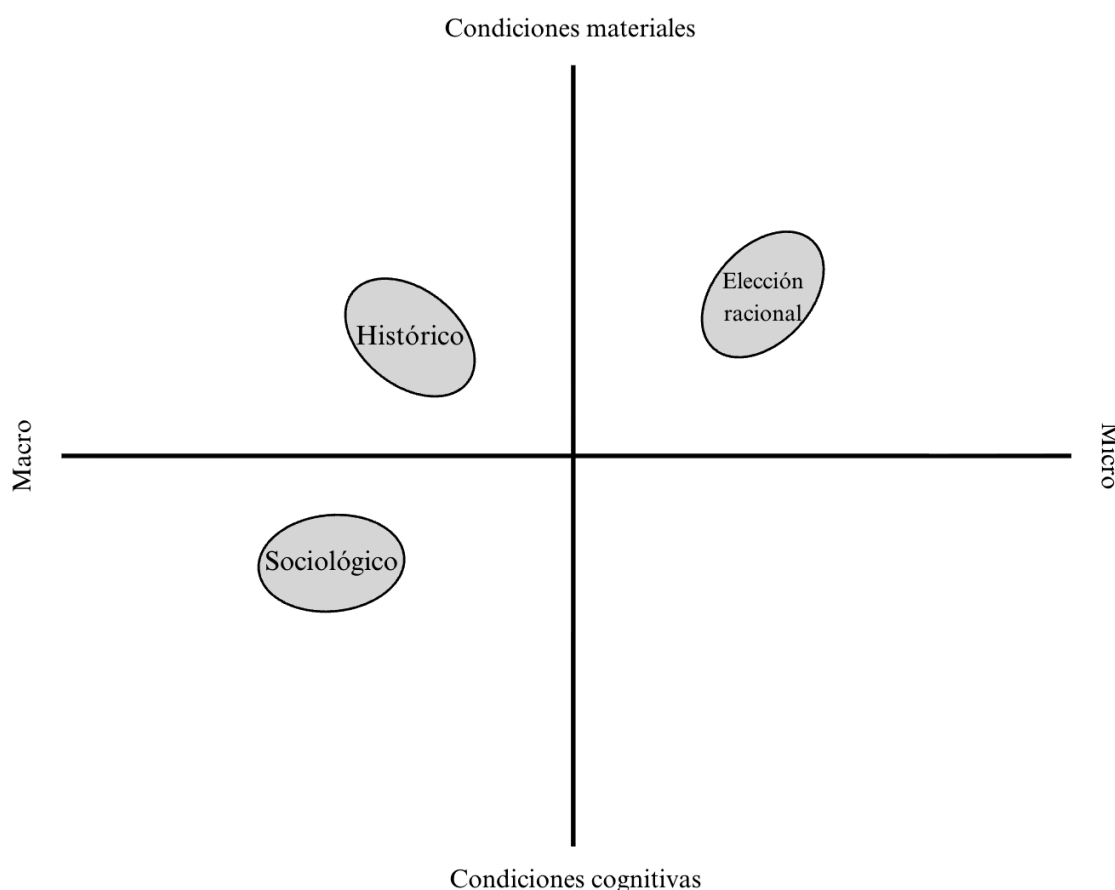 Condiciones materiales
Elección
racional
Histórico
Macro
Micro
Sociológico
Condiciones cognitivas